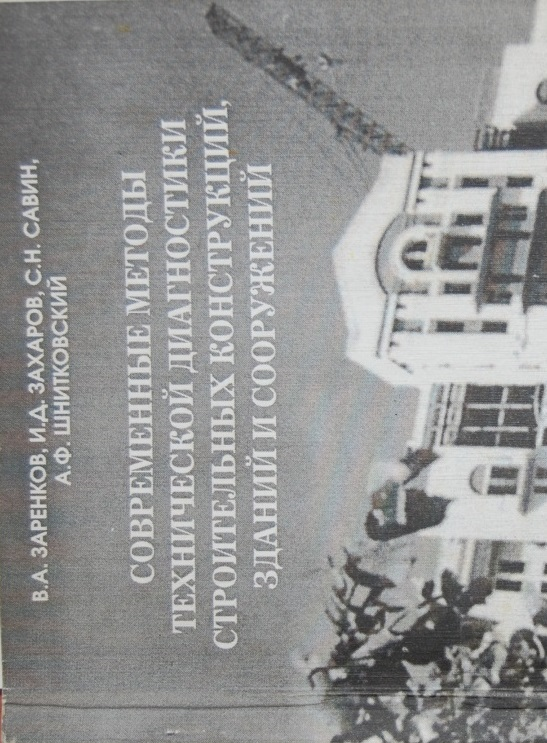 В.А. ЗАРЕНКОВ, И.Д. ЗАХАРОВ, С.Н. САВИН,
А.Ф. ШНИТКОВСКИЙ
СОВРЕМЕННЫЕ МЕТОДЫ
ТЕХНИЧЕСКОЙ ДИАГНОСТИКИ
СТРОИТЕЛЬНЫХ КОНСТРУКЦИЙ,
ЗДАНИЙ И СООРУЖЕНИЙ